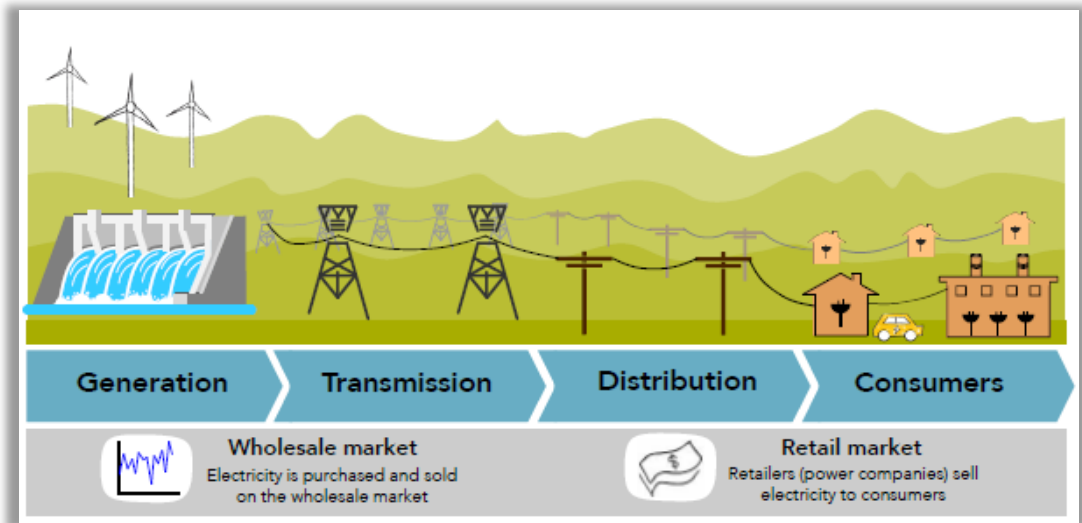 Generation
Transmission
Distribution
Consumers
Wholesale market
Electricity is purchased and sold
on the wholesale market
$
Retail market
Retailers (power companies) sell
electricity to consumers